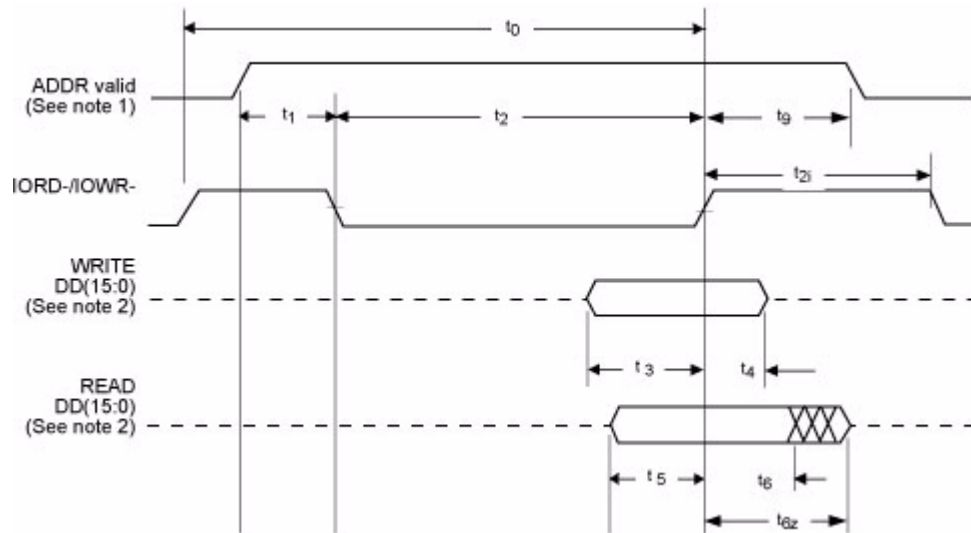 t0
ADDR valid
(See note 1)
t1
t2
t9
IORD-/IOWR-
t2i
WRITE
DD(15:0)
(See note 2)
t3
t4
READ
DD(15:0)
(See note 2)
t5
t6
t6z